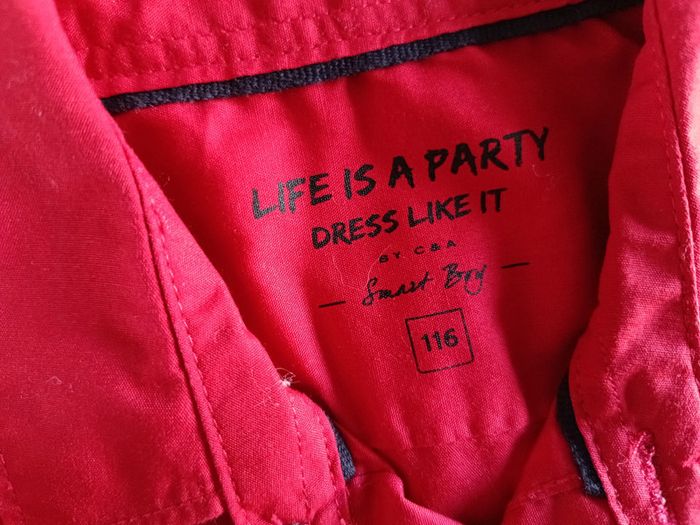 LIFE IS A PARTY
DRESS LIKE IT
BY C&A
— Smart Boy —
116